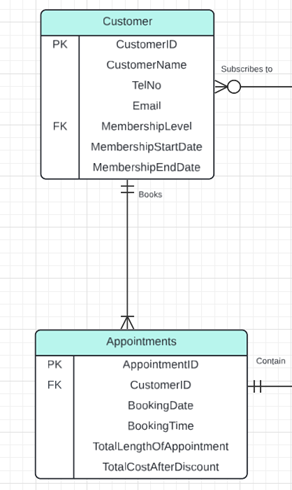 Customer
PK CustomerID
CustomerName
TelNo
Email
FK MembershipLevel
MembershipStartDate
MembershipEndDate
Subscribes to
Books
Appointments
PK AppointmentID
FK CustomerID
BookingDate
BookingTime
TotalLengthOfAppointment
TotalCostAfterDiscount
Contain